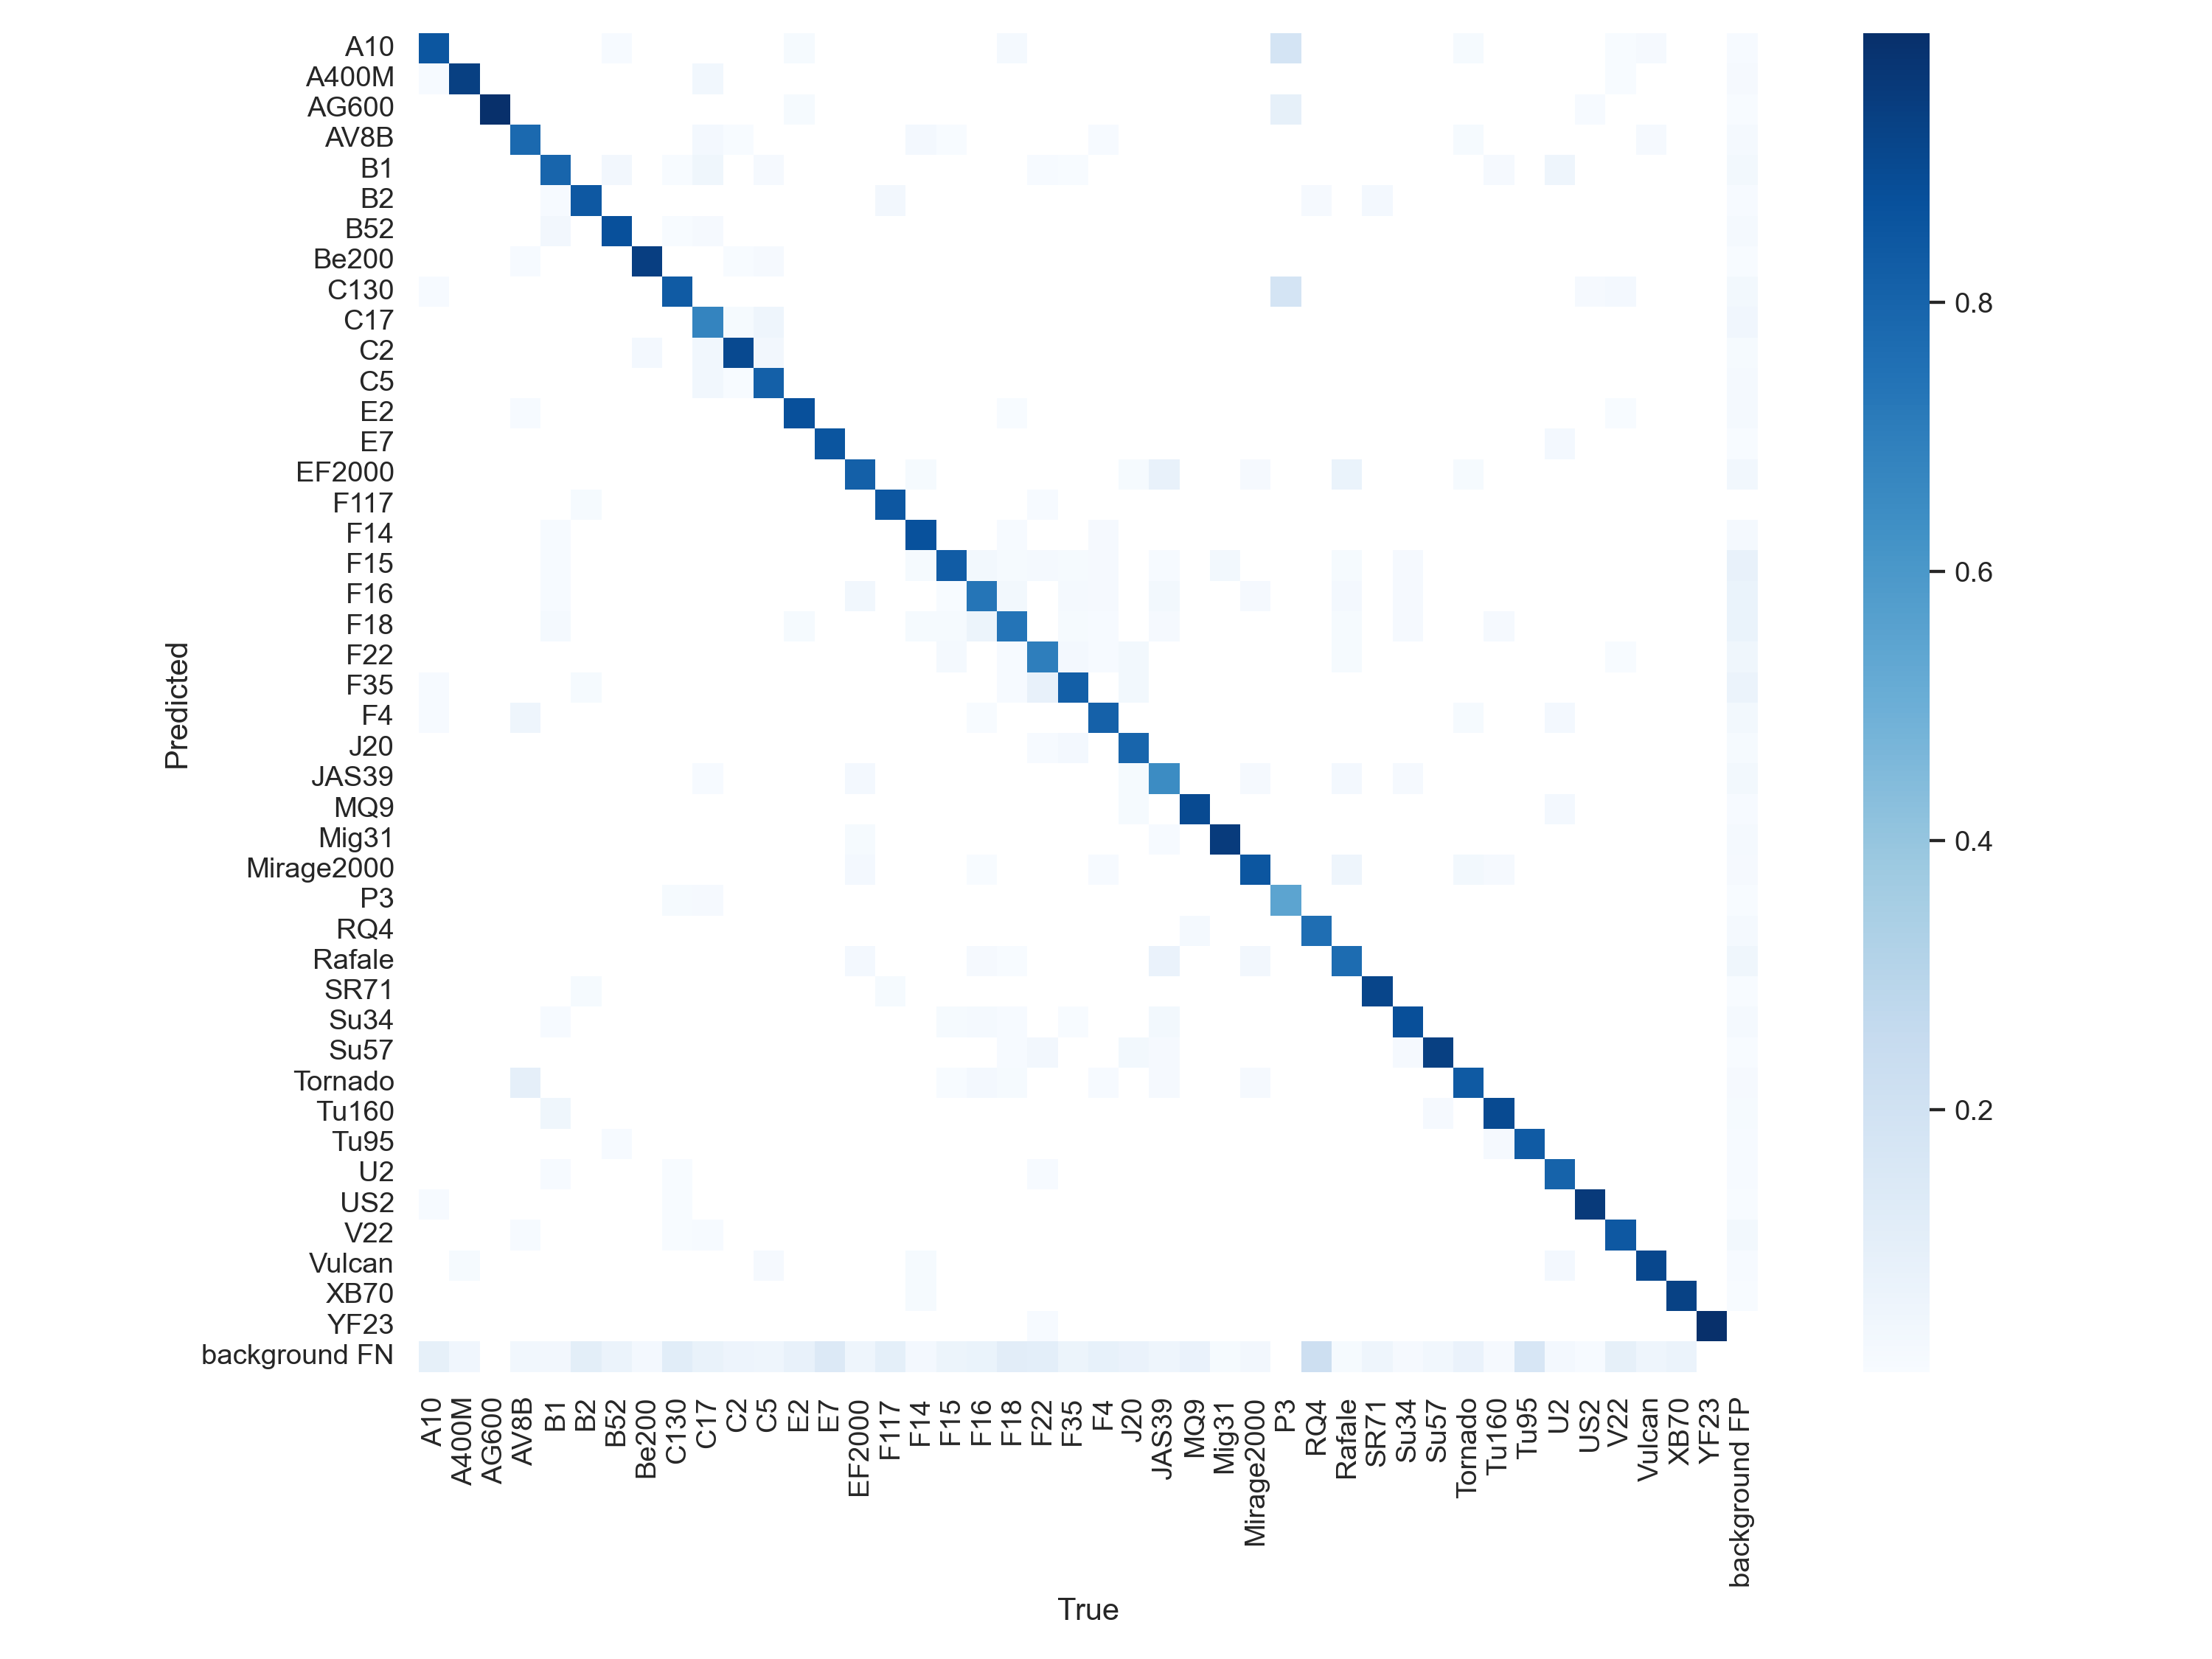 A10
A400M
AG600
AV8B
B1
B2
B52
Be200
C130
C17
C2
C5
E2
E7
EF2000
F117
F14
F15
F16
F18
F22
F35
F4
J20
JAS39
MQ9
Mig31
Mirage2000
P3
RQ4
Rafale
SR71
Su34
Su57
Tornado
Tu160
Tu95
U2
US2
V22
Vulcan
XB70
YF23
background FN
Predicted
A10
A400M
AG600
AV8B
B1
B2
B52
Be200
C130
C17
C2
C5
E2
E7
EF2000
F117
F14
F15
F16
F18
F22
F35
F4
J20
JAS39
MQ9
Mig31
Mirage2000
P3
RQ4
Rafale
SR71
Su34
Su57
Tornado
Tu160
Tu95
U2
US2
V22
Vulcan
XB70
YF23
background FP
True
0.8
0.6
0.4
0.2